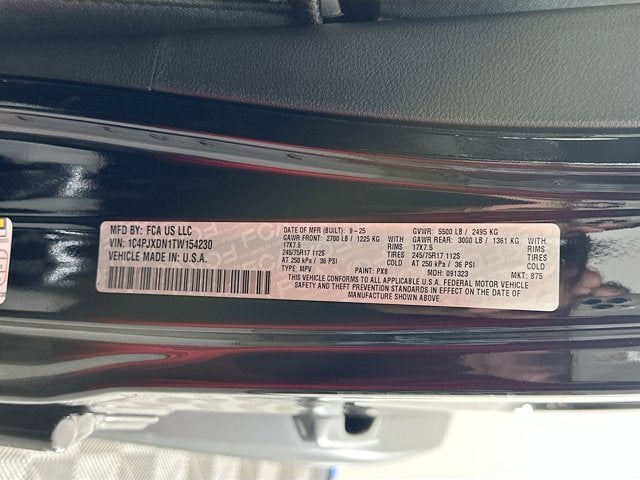 MFD BY: FCA US LLC
VIN: 1C4PJXDN1TW154230
VEHICLE MADE IN: U.S.A.
DATE OF MFR (BUILT): 9-25 GVWR: 5500 LB / 2495 KG
GAWR FRONT: 2700 LB / 1225 KG WITH GAWR REAR: 3000 LB / 1361 KG WITH
17X7.5 RIMS 17X7.5 RIMS
245/75R17 112S TIRES 245/75R17 112S TIRES
AT 250 kPa / 36 PSI COLD AT 250 kPa / 36 PSI COLD
TYPE: MPV PAINT: PX8 MDH: 091323 MKT: 875
THIS VEHICLE CONFORMS TO ALL APPLICABLE U.S.A. FEDERAL MOTOR VEHICLE
SAFETY AND THEFT PREVENTION STANDARDS IN EFFECT ON THE DATE OF
MANUFACTURE SHOWN ABOVE.